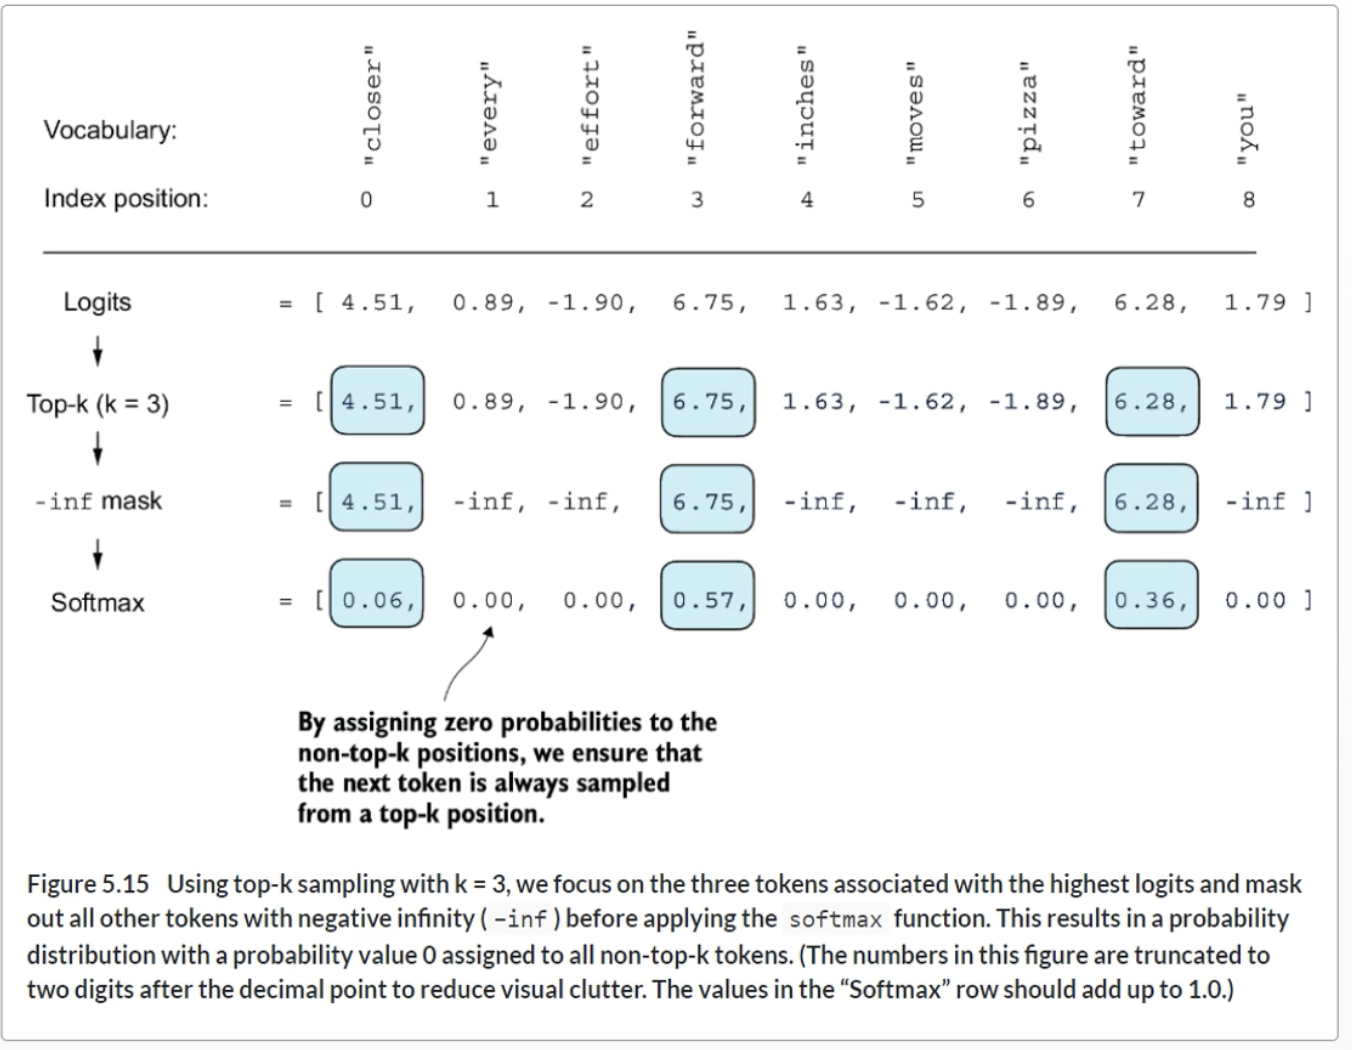 "closer" "every" "effort" "forward" "inches" "moves" "pizza" "toward" "you"
Vocabulary:
Index position: 0 1 2 3 4 5 6 7 8
Logits = [ 4.51, 0.89, -1.90, 6.75, 1.63, -1.62, -1.89, 6.28, 1.79 ]
Top-k (k = 3) = [ 4.51, 0.89, -1.90, 6.75, 1.63, -1.62, -1.89, 6.28, 1.79 ]
-inf mask = [ 4.51, -inf, -inf, 6.75, -inf, -inf, -inf, 6.28, -inf ]
Softmax = [ 0.06, 0.00, 0.00, 0.57, 0.00, 0.00, 0.00, 0.36, 0.00 ]
By assigning zero probabilities to the
non-top-k positions, we ensure that
the next token is always sampled
from a top-k position.
Figure 5.15 Using top-k sampling with k = 3, we focus on the three tokens associated with the highest logits and mask
out all other tokens with negative infinity ( -inf ) before applying the softmax function. This results in a probability
distribution with a probability value 0 assigned to all non-top-k tokens. (The numbers in this figure are truncated to
two digits after the decimal point to reduce visual clutter. The values in the “Softmax” row should add up to 1.0.)